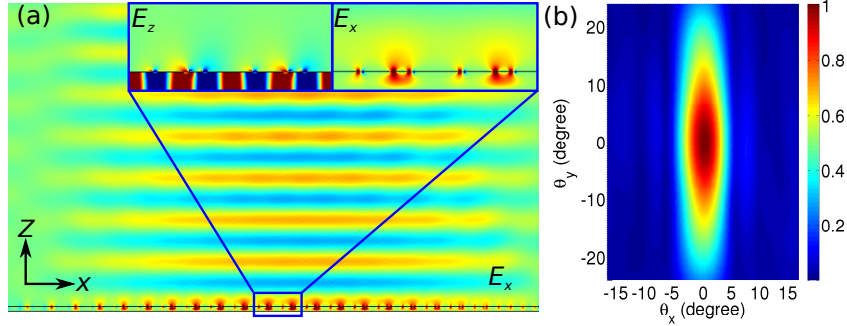 (a)
E_z
E_x
Z
x
E_x
(b)
θ_y (degree)
20
10
0
-10
-20
-15 -10 -5 0 5 10 15
θ_x (degree)
1
0.8
0.6
0.4
0.2